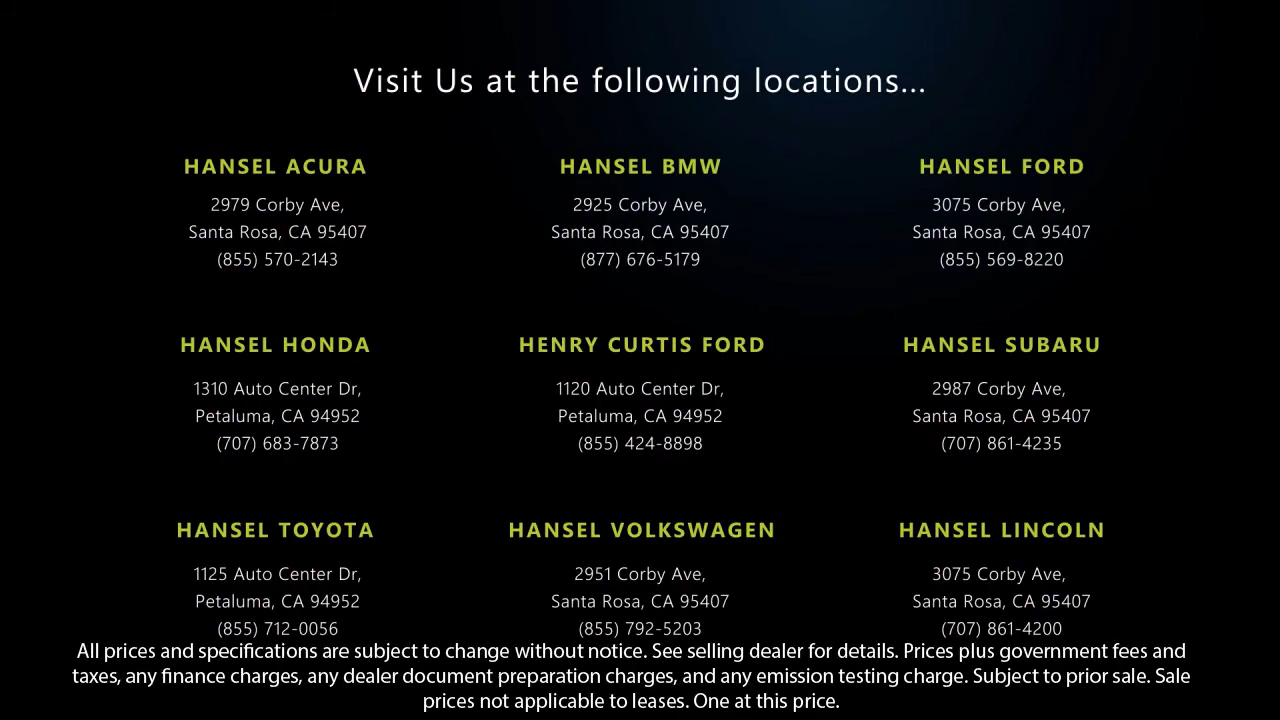 Visit Us at the following locations...
HANSEL ACURA
2979 Corby Ave,
Santa Rosa, CA 95407
(855) 570-2143
HANSEL BMW
2925 Corby Ave,
Santa Rosa, CA 95407
(877) 676-5179
HANSEL FORD
3075 Corby Ave,
Santa Rosa, CA 95407
(855) 569-8220
HANSEL HONDA
1310 Auto Center Dr,
Petaluma, CA 94952
(707) 683-7873
HENRY CURTIS FORD
1120 Auto Center Dr,
Petaluma, CA 94952
(855) 424-8898
HANSEL SUBARU
2987 Corby Ave,
Santa Rosa, CA 95407
(707) 861-4235
HANSEL TOYOTA
1125 Auto Center Dr,
Petaluma, CA 94952
(855) 712-0056
HANSEL VOLKSWAGEN
2951 Corby Ave,
Santa Rosa, CA 95407
(855) 792-5203
HANSEL LINCOLN
3075 Corby Ave,
Santa Rosa, CA 95407
(707) 861-4200
All prices and specifications are subject to change without notice. See selling dealer for details. Prices plus government fees and
taxes, any finance charges, any dealer document preparation charges, and any emission testing charge. Subject to prior sale. Sale
prices not applicable to leases. One at this price.